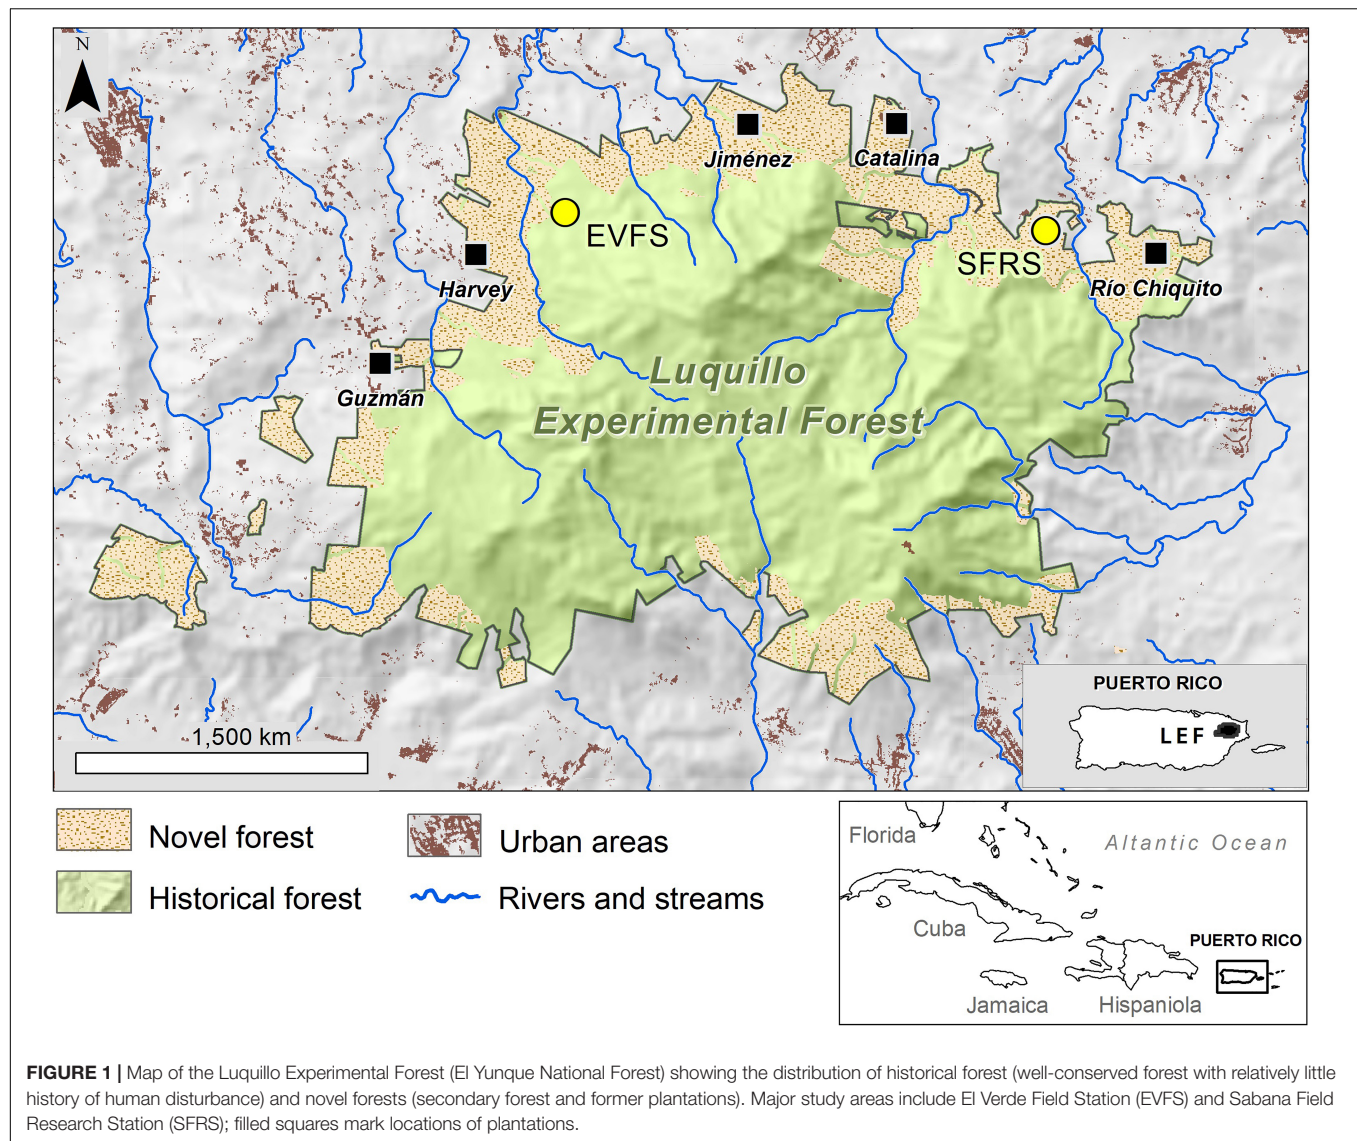 N
Jiménez
Catalina
EVFS
SFRS
Harvey
Río Chiquito
Luquillo
Experimental Forest
Guzmán
1,500 km
PUERTO RICO
LEF
Novel forest
Urban areas
Historical forest
Rivers and streams
Florida
Altantic Ocean
Cuba
PUERTO RICO
Jamaica
Hispaniola
FIGURE 1 | Map of the Luquillo Experimental Forest (El Yunque National Forest) showing the distribution of historical forest (well-conserved forest with relatively little
history of human disturbance) and novel forests (secondary forest and former plantations). Major study areas include El Verde Field Station (EVFS) and Sabana Field
Research Station (SFRS); filled squares mark locations of plantations.